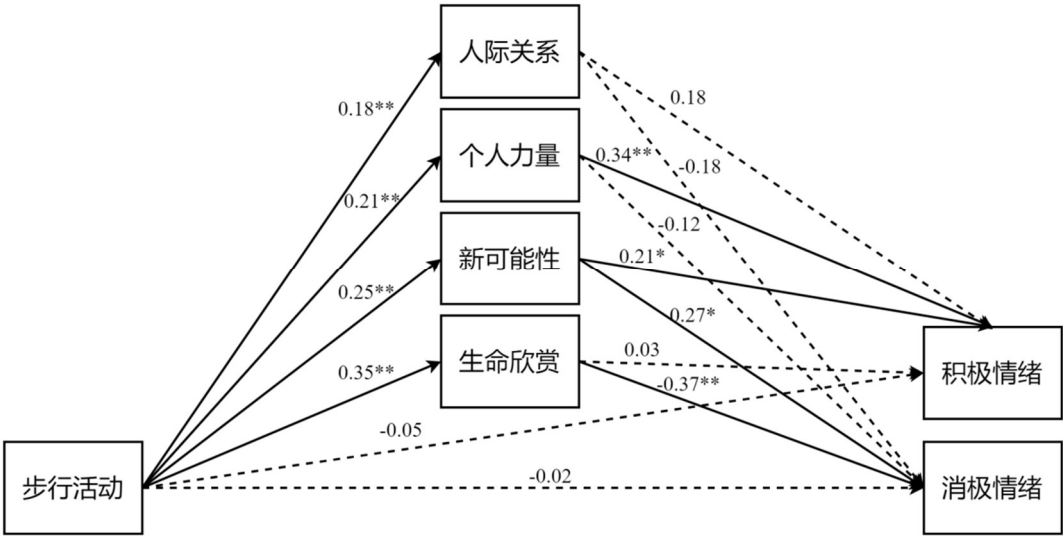 人际关系
0.18**
0.18
个人力量
0.34**
-0.18
0.21**
-0.12
新可能性
0.21*
0.25**
0.27*
生命欣赏
0.03
0.35**
-0.37**
积极情绪
-0.05
步行活动
-0.02
消极情绪